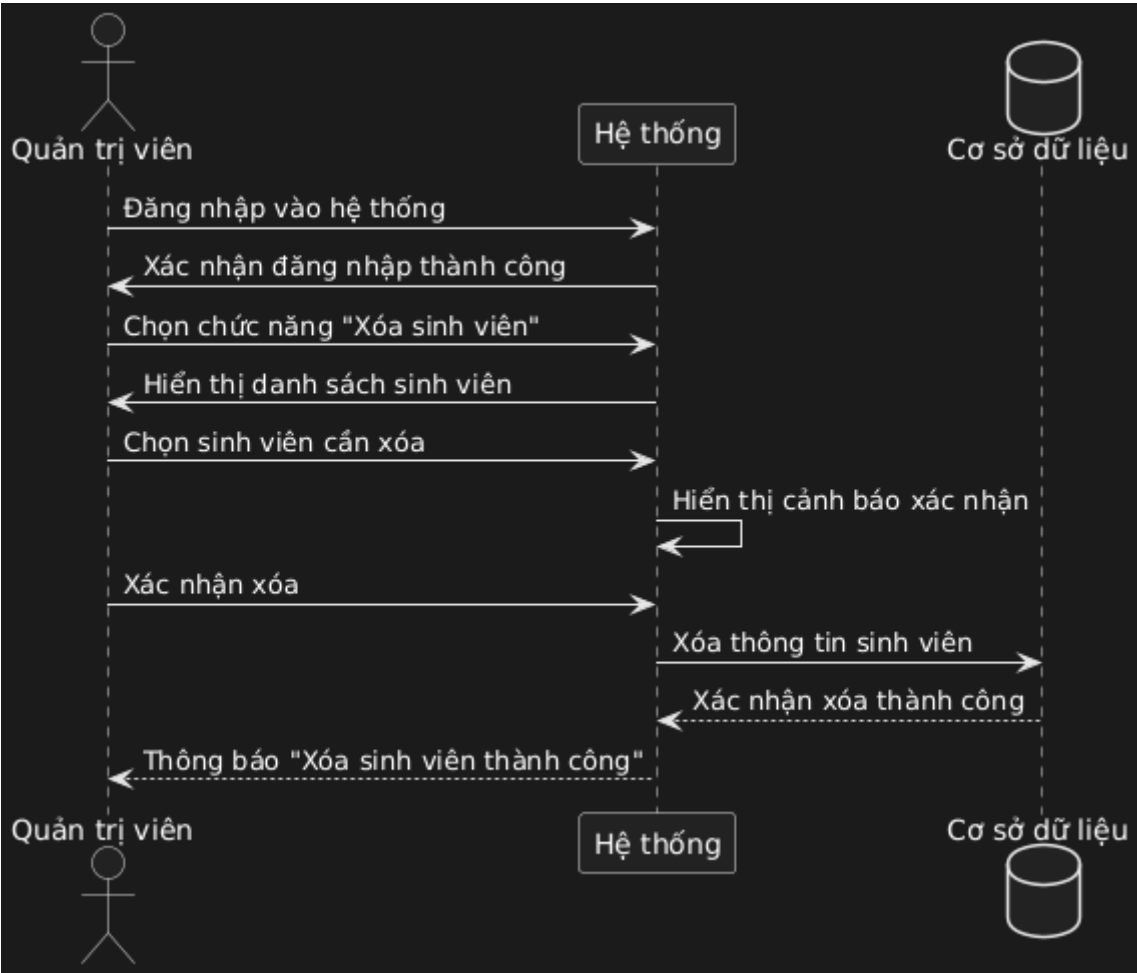 Quản trị viên
Hệ thống
Cơ sở dữ liệu
Đăng nhập vào hệ thống
Xác nhận đăng nhập thành công
Chọn chức năng "Xóa sinh viên"
Hiển thị danh sách sinh viên
Chọn sinh viên cần xóa
Hiển thị cảnh báo xác nhận
Xác nhận xóa
Xóa thông tin sinh viên
Xác nhận xóa thành công
Thông báo "Xóa sinh viên thành công"
Quản trị viên
Hệ thống
Cơ sở dữ liệu